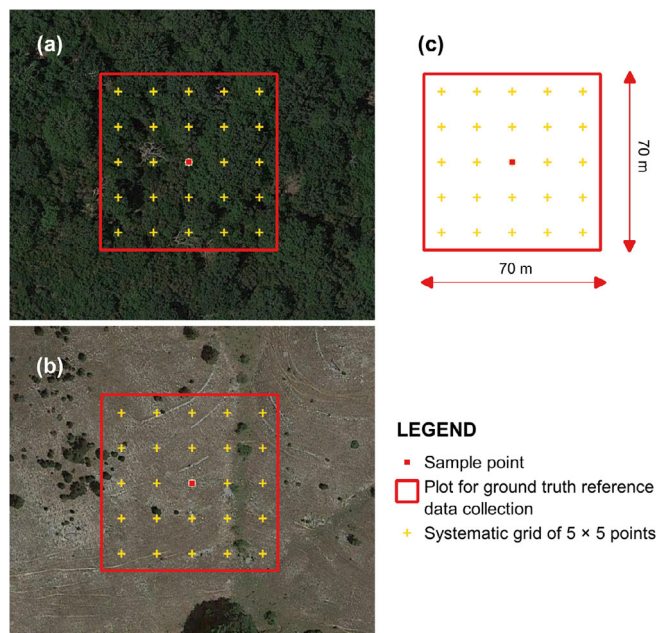 (a)
(c)
70 m
70 m
(b)
LEGEND
Sample point
Plot for ground truth reference
data collection
Systematic grid of 5 × 5 points